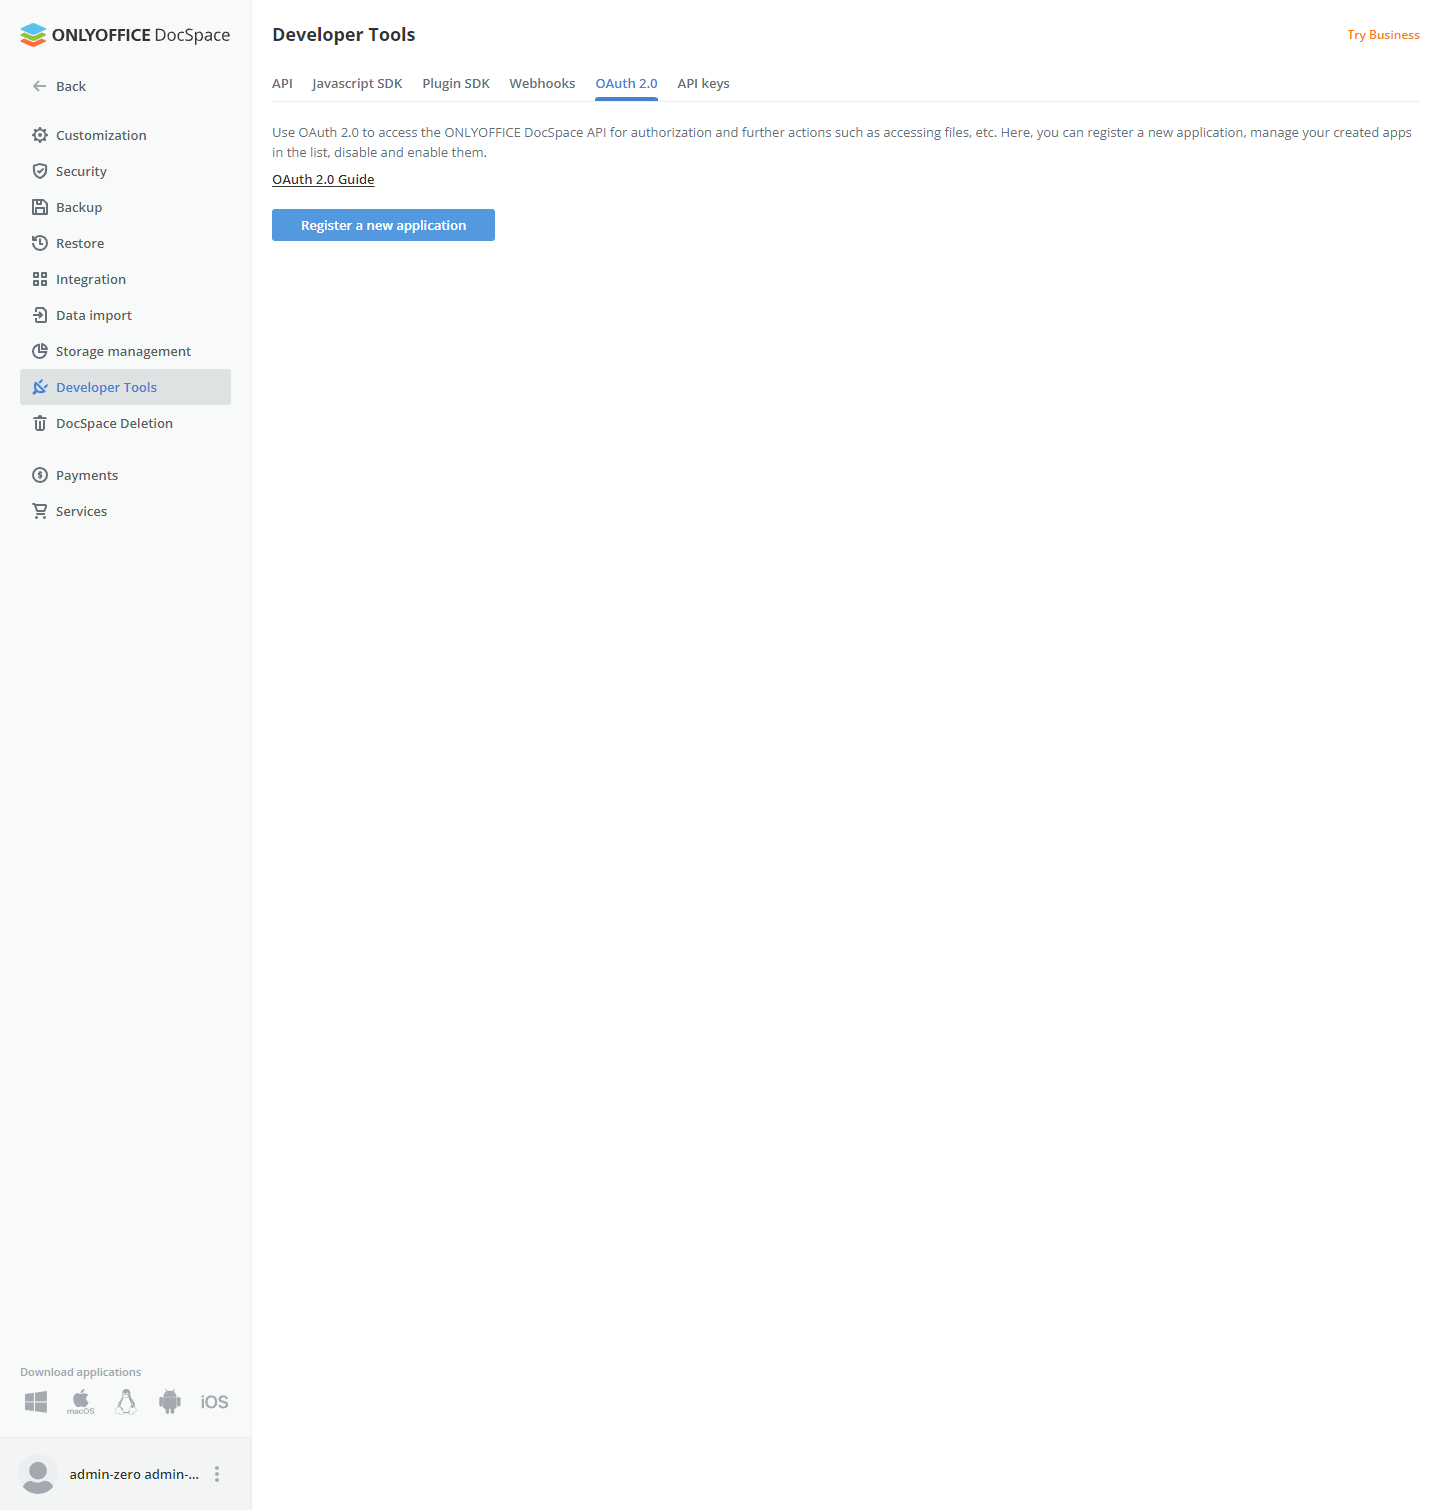 ONLYOFFICE DocSpace
Back
Customization
Security
Backup
Restore
Integration
Data import
Storage management
Developer Tools
DocSpace Deletion
Payments
Services
Download applications
macOS
iOS
admin-zero admin-...
Developer Tools
Try Business
API Javascript SDK Plugin SDK Webhooks OAuth 2.0 API keys
Use OAuth 2.0 to access the ONLYOFFICE DocSpace API for authorization and further actions such as accessing files, etc. Here, you can register a new application, manage your created apps
in the list, disable and enable them.
OAuth 2.0 Guide
Register a new application